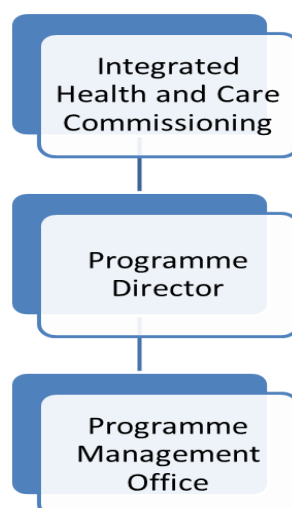 Integrated
Health and Care
Commissioning
Programme
Director
Programme
Management
Office